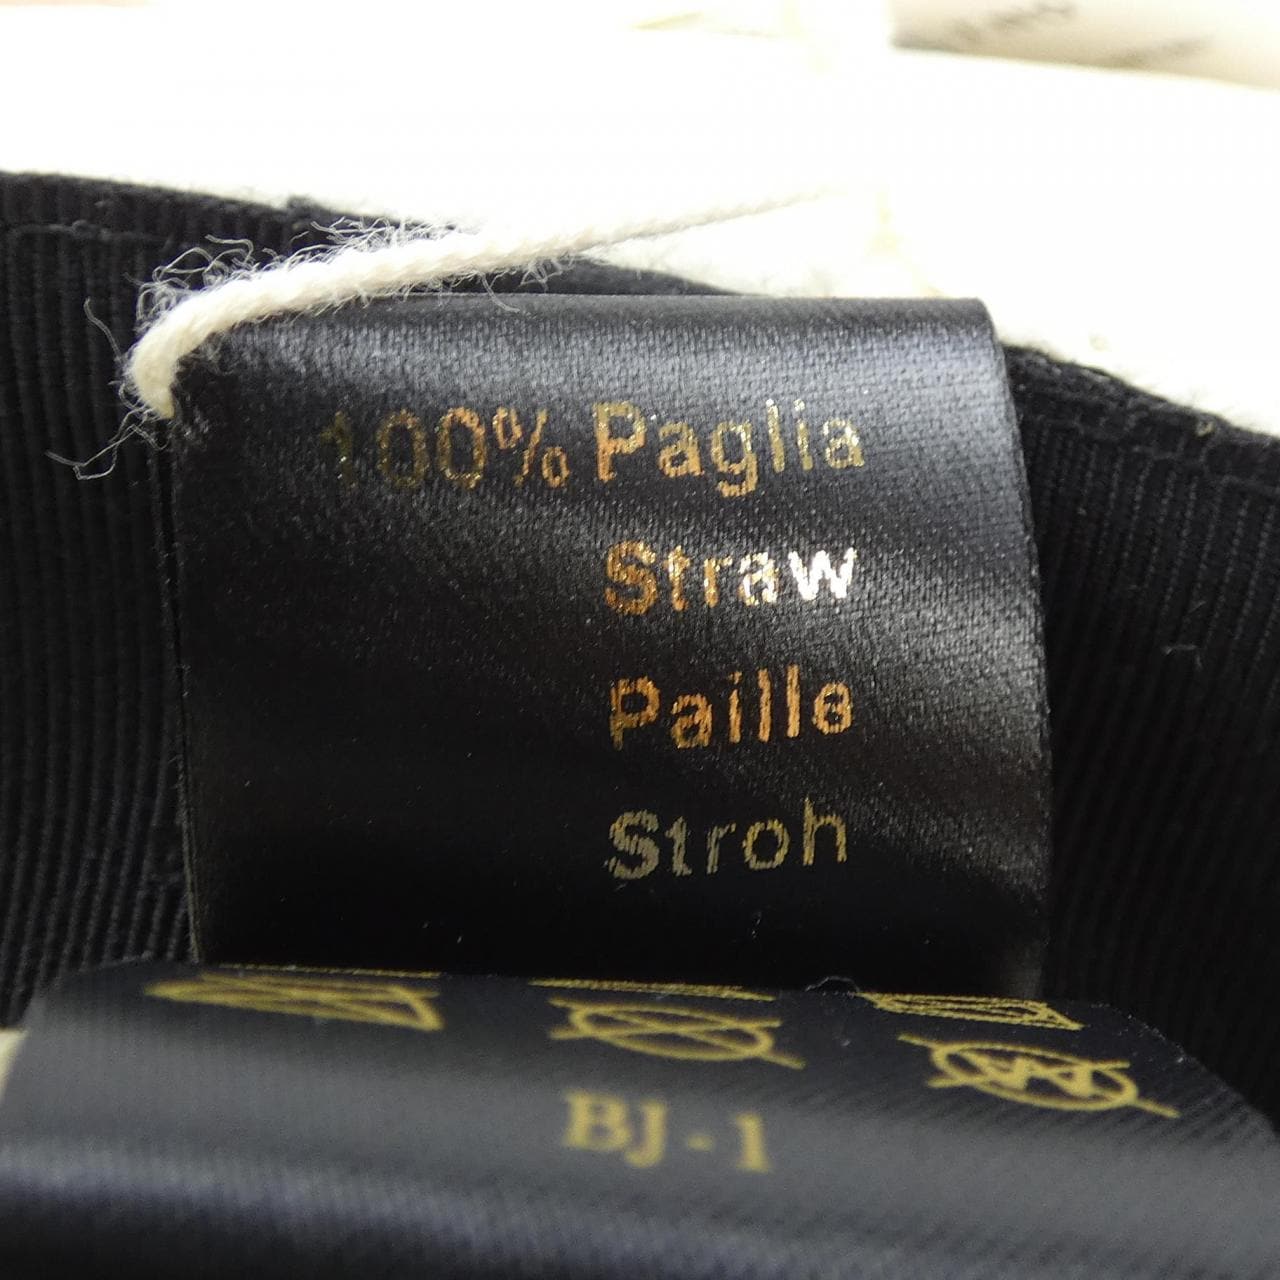 100% Paglia
Straw
Paille
Stroh
BJ-1